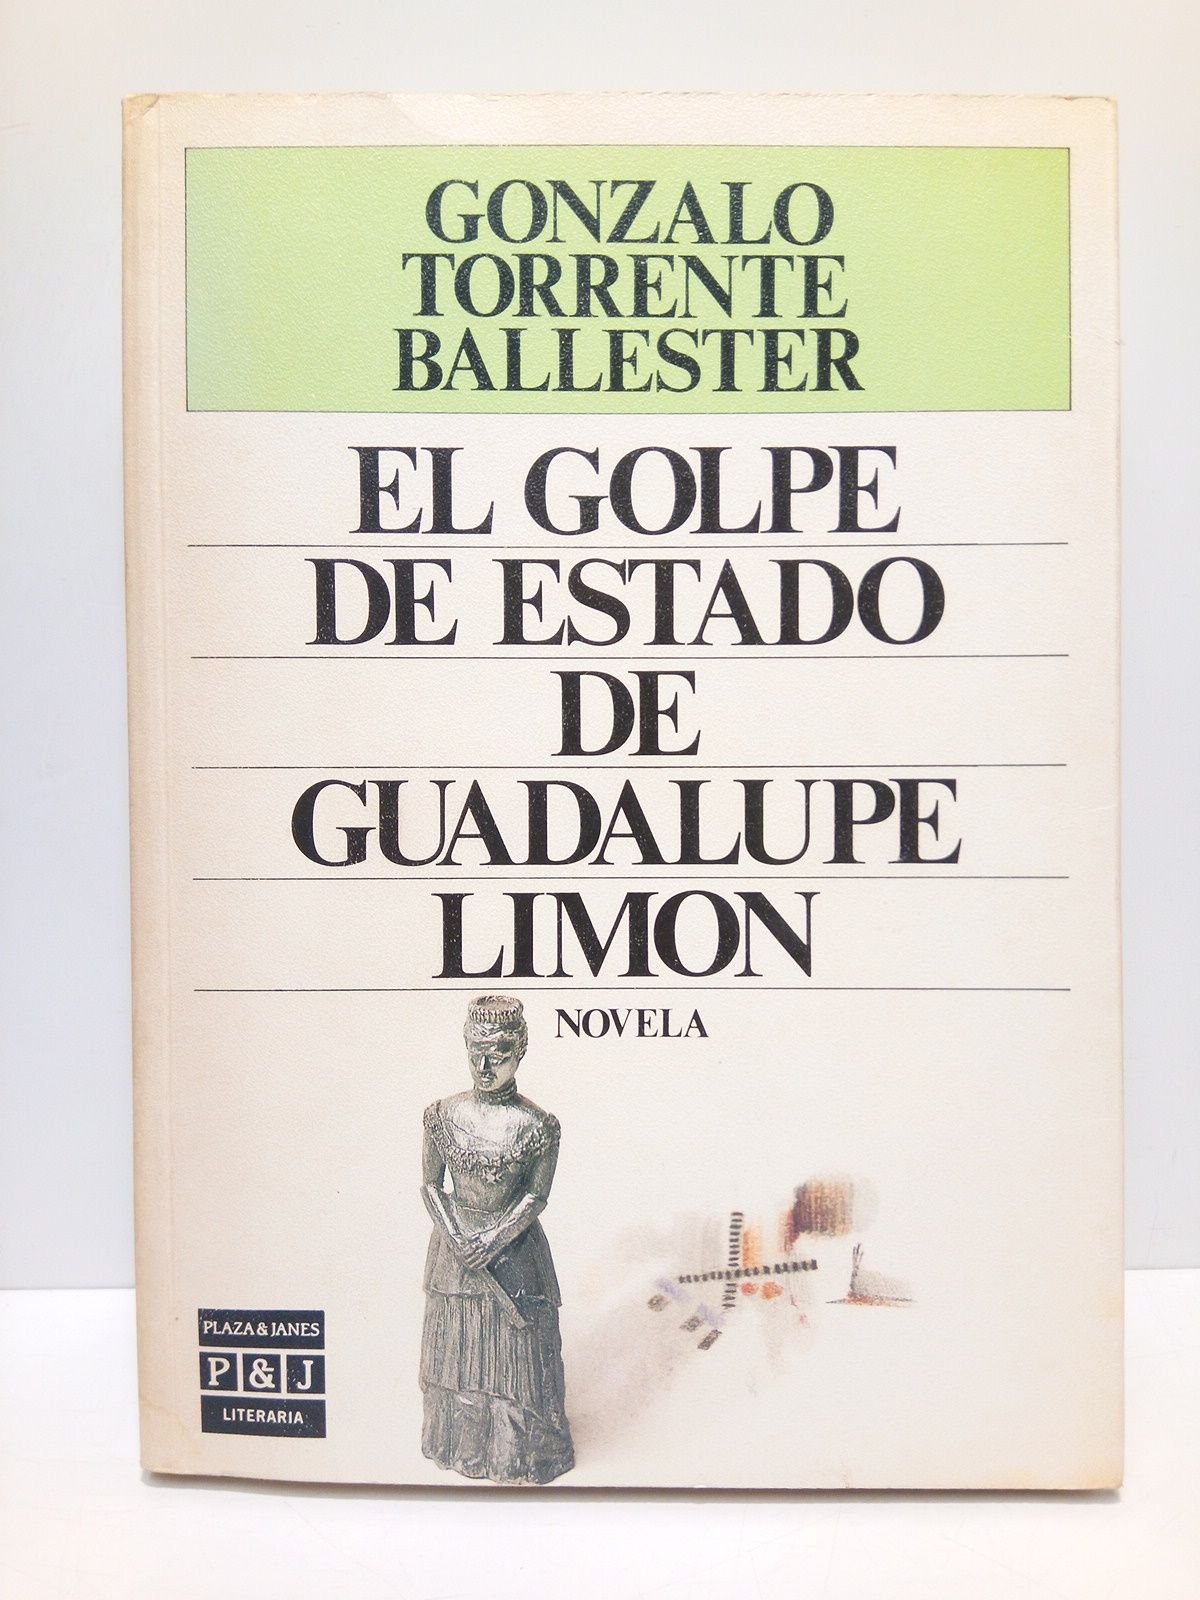 GONZALO
TORRENTE
BALLESTER
EL GOLPE
DE ESTADO
DE
GUADALUPE
LIMON
NOVELA
PLAZA & JANES
P & J
LITERARIA